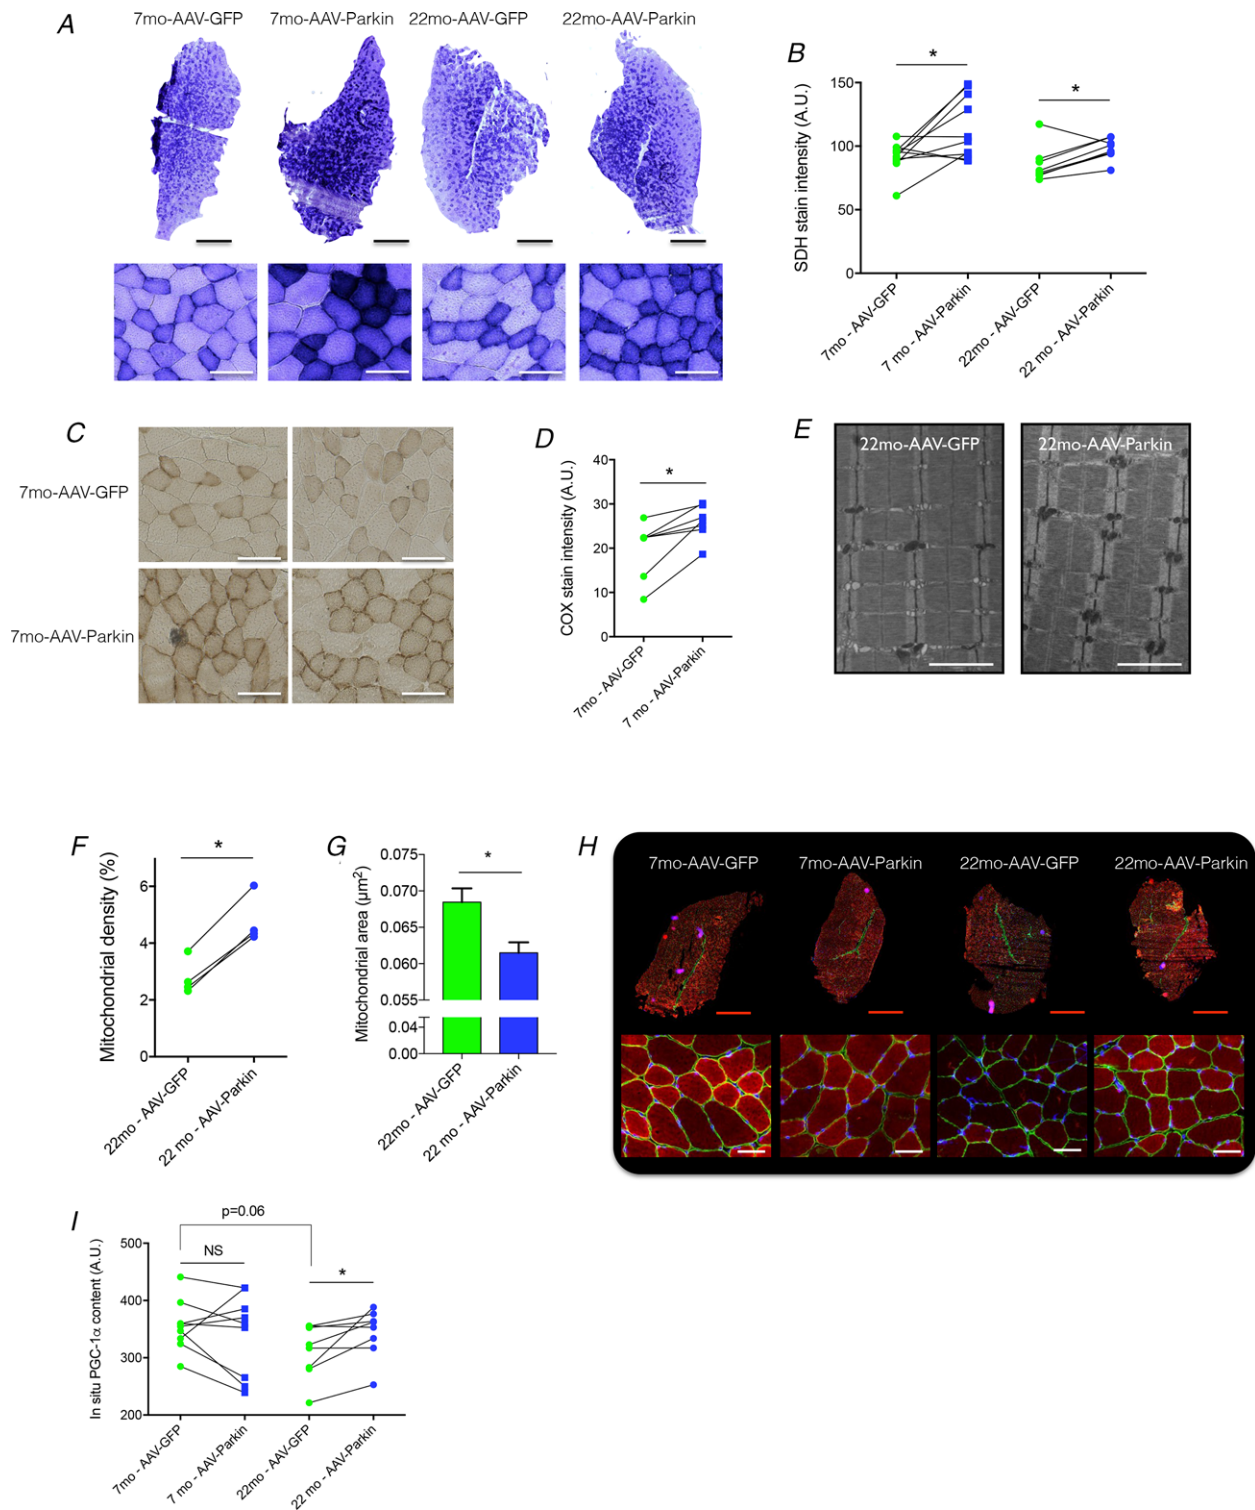 A
7mo-AAV-GFP
7mo-AAV-Parkin
22mo-AAV-GFP
22mo-AAV-Parkin
B
SDH stain intensity (A.U.)
150
100
50
0
*
*
7mo - AAV-GFP
7 mo - AAV-Parkin
22mo - AAV-GFP
22 mo - AAV-Parkin
C
7mo-AAV-GFP
7mo-AAV-Parkin
D
COX stain intensity (A.U.)
40
30
20
10
0
*
7mo - AAV-GFP
7 mo - AAV-Parkin
E
22mo-AAV-GFP
22mo-AAV-Parkin
F
Mitochondrial density (%)
6
4
2
0
*
22mo - AAV-GFP
22 mo - AAV-Parkin
G
Mitochondrial area (µm²)
0.075
0.070
0.065
0.060
0.055
0.04
0.00
*
22mo - AAV-GFP
22 mo - AAV-Parkin
H
7mo-AAV-GFP
7mo-AAV-Parkin
22mo-AAV-GFP
22mo-AAV-Parkin
I
In situ PGC-1α content (A.U.)
500
400
300
200
p=0.06
NS
*
7mo - AAV-GFP
7 mo - AAV-Parkin
22mo - AAV-GFP
22 mo - AAV-Parkin